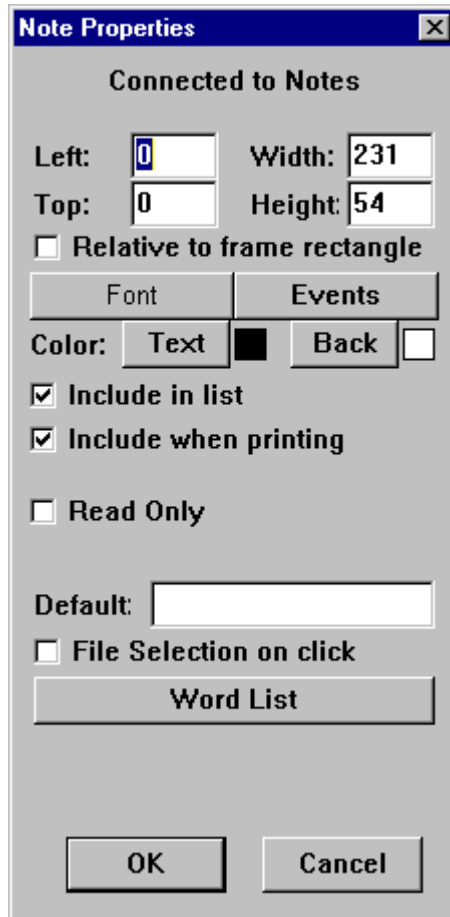 Note Properties
Connected to Notes
Left: 0 Width: 231
Top: 0 Height: 54
Relative to frame rectangle
Font Events
Color: Text Back
Include in list
Include when printing
Read Only
Default:
File Selection on click
Word List
OK Cancel